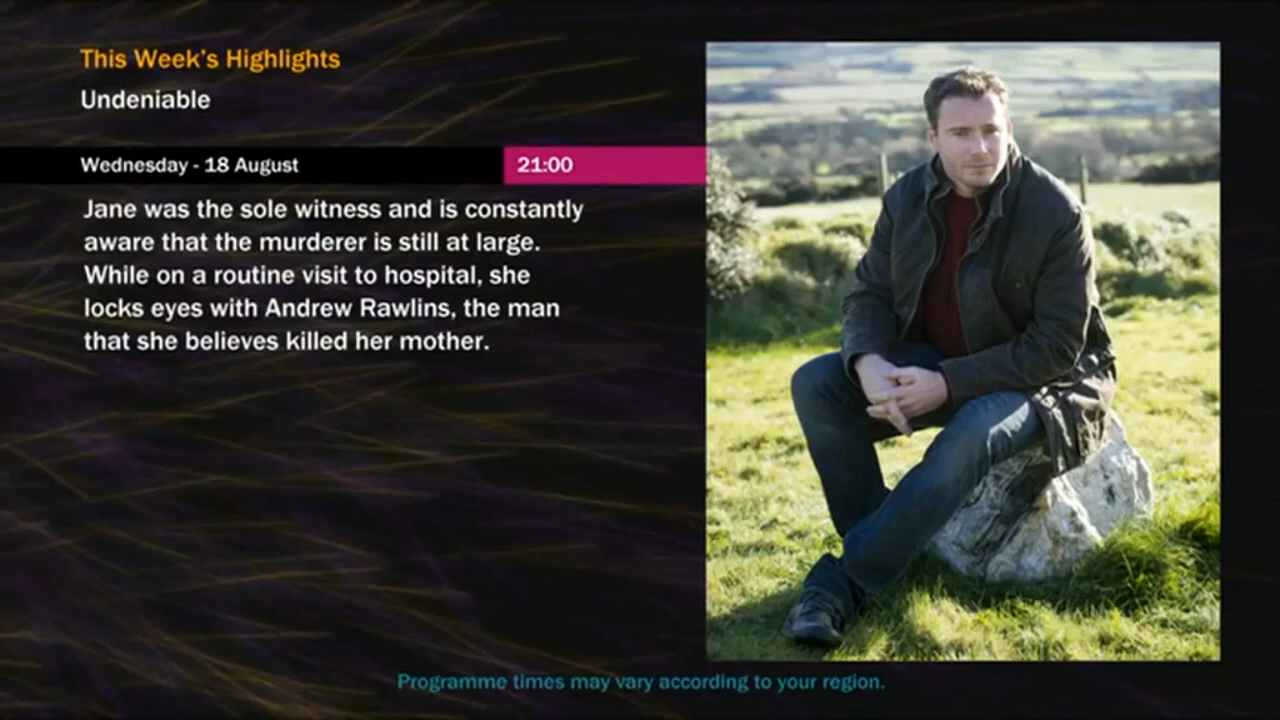 This Week's Highlights
Undeniable
Wednesday - 18 August
21:00
Jane was the sole witness and is constantly
aware that the murderer is still at large.
While on a routine visit to hospital, she
locks eyes with Andrew Rawlins, the man
that she believes killed her mother.
Programme times may vary according to your region.